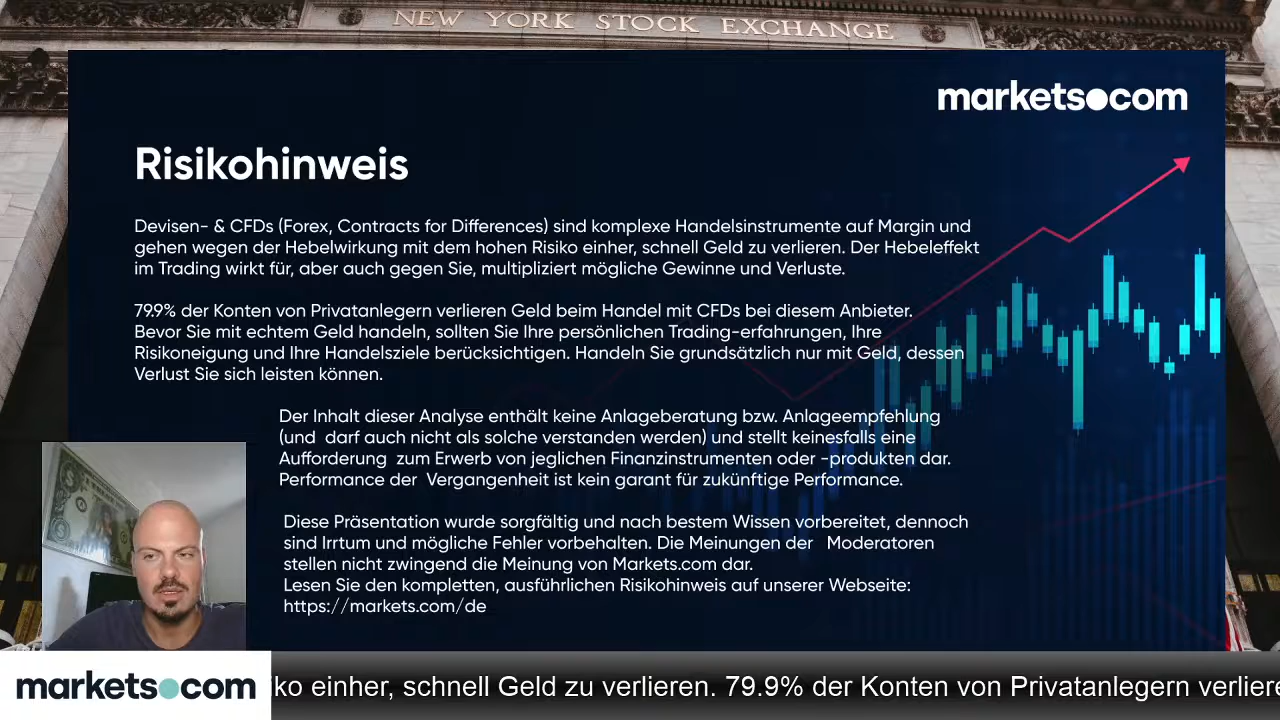 NEW YORK STOCK EXCHANGE
markets.com
Risikohinweis
Devisen- & CFDs (Forex, Contracts for Differences) sind komplexe Handelsinstrumente auf Margin und
gehen wegen der Hebelwirkung mit dem hohen Risiko einher, schnell Geld zu verlieren. Der Hebeleffekt
im Trading wirkt für, aber auch gegen Sie, multipliziert mögliche Gewinne und Verluste.
79.9% der Konten von Privatanlegern verlieren Geld beim Handel mit CFDs bei diesem Anbieter.
Bevor Sie mit echtem Geld handeln, sollten Sie Ihre persönlichen Trading-erfahrungen, Ihre
Risikoneigung und Ihre Handelsziele berücksichtigen. Handeln Sie grundsätzlich nur mit Geld, dessen
Verlust Sie sich leisten können.
Der Inhalt dieser Analyse enthält keine Anlageberatung bzw. Anlageempfehlung
(und darf auch nicht als solche verstanden werden) und stellt keinesfalls eine
Aufforderung zum Erwerb von jeglichen Finanzinstrumenten oder -produkten dar.
Performance der Vergangenheit ist kein garant für zukünftige Performance.
Diese Präsentation wurde sorgfältig und nach bestem Wissen vorbereitet, dennoch
sind Irrtum und mögliche Fehler vorbehalten. Die Meinungen der Moderatoren
stellen nicht zwingend die Meinung von Markets.com dar.
Lesen Sie den kompletten, ausführlichen Risikohinweis auf unserer Webseite:
https://markets.com/de
markets.com
iko einher, schnell Geld zu verlieren. 79.9% der Konten von Privatanlegern verliere